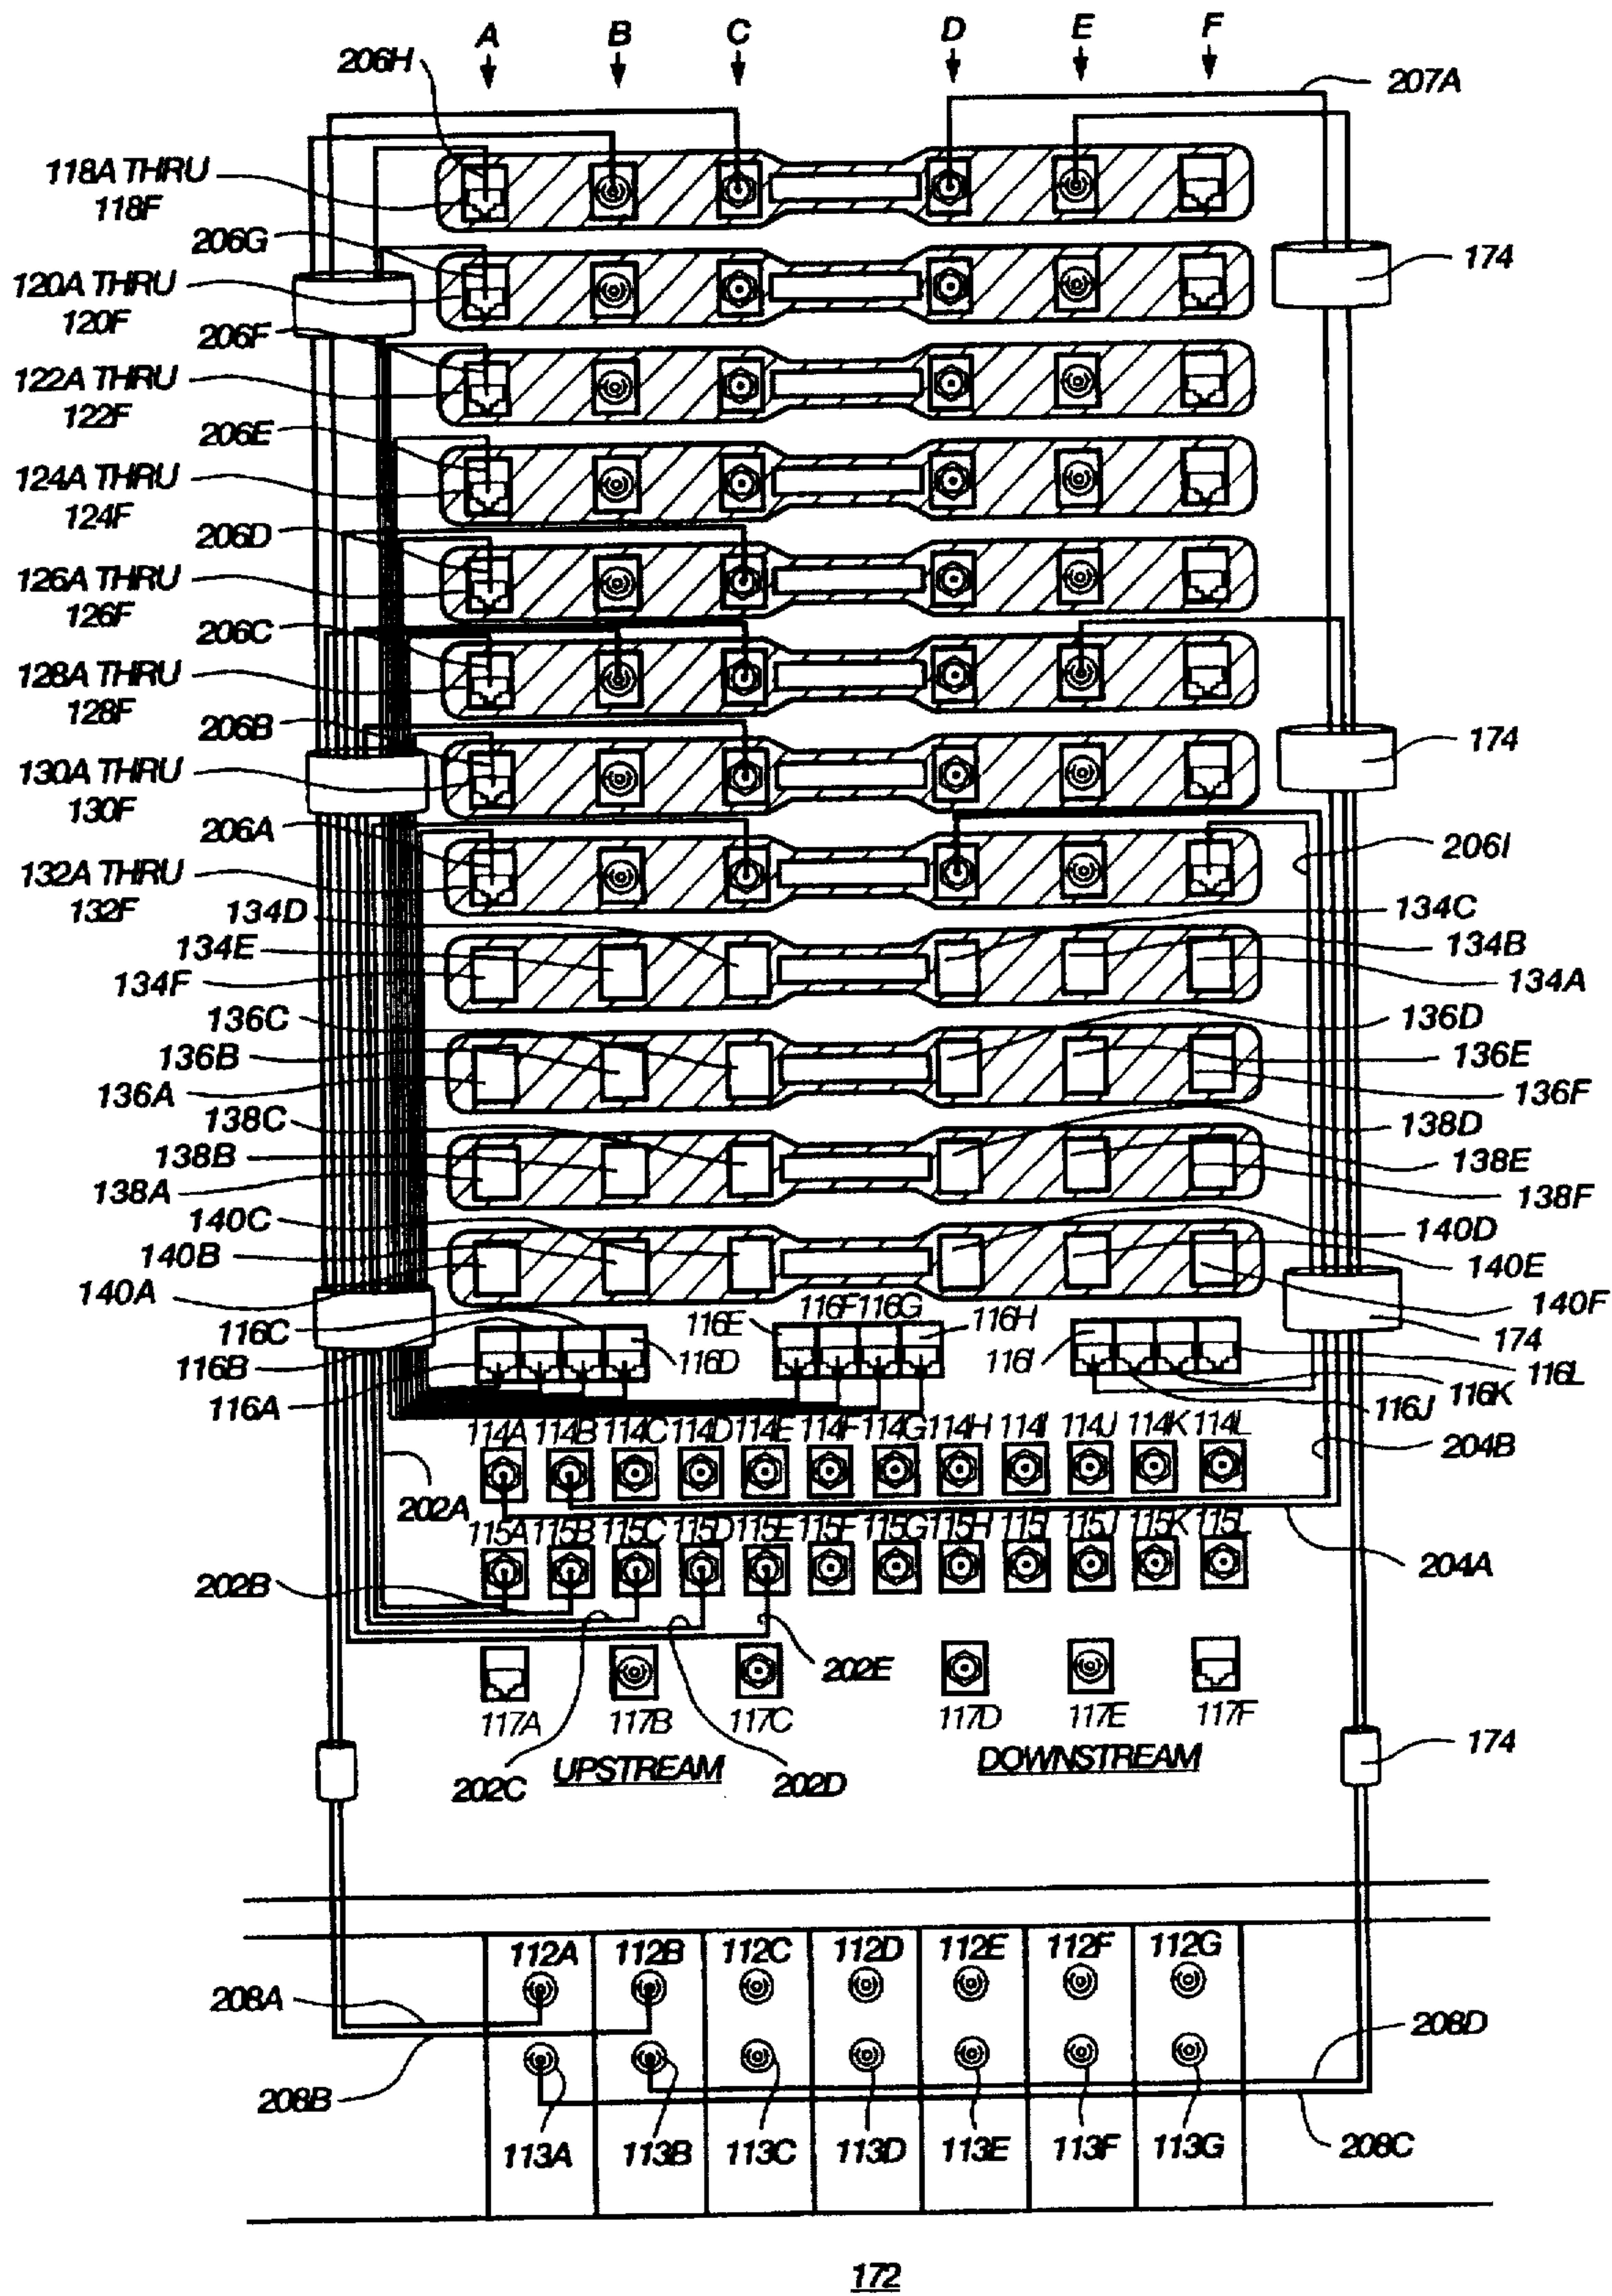 A B C D E F
206H
207A
118A THRU
118F
206G
174
120A THRU
120F
206F
122A THRU
122F
206E
124A THRU
124F
206D
126A THRU
126F
206C
128A THRU
128F
206B
174
130A THRU
130F
206A
206I
132A THRU
132F
134D
134C
134E
134B
134F
134A
136C
136D
136B
136E
136A
136F
138C
138D
138B
138E
138A
138F
140C
140D
140B
140E
140A
140F
116C
116E
116F
116G
116H
174
116B
116D
116I
116L
116A
116J
116K
114A 114B 114C 114D 114E 114F 114G 114H 114I 114J 114K 114L
204B
202A
115A 115B 115C 115D 115E 115F 115G 115H 115I 115J 115K 115L
204A
202B
202E
117A 117B 117C 117D 117E 117F
174
UPSTREAM DOWNSTREAM
202C 202D
112A 112B 112C 112D 112E 112F 112G
208A
208D
208B
113A 113B 113C 113D 113E 113F 113G
208C
172